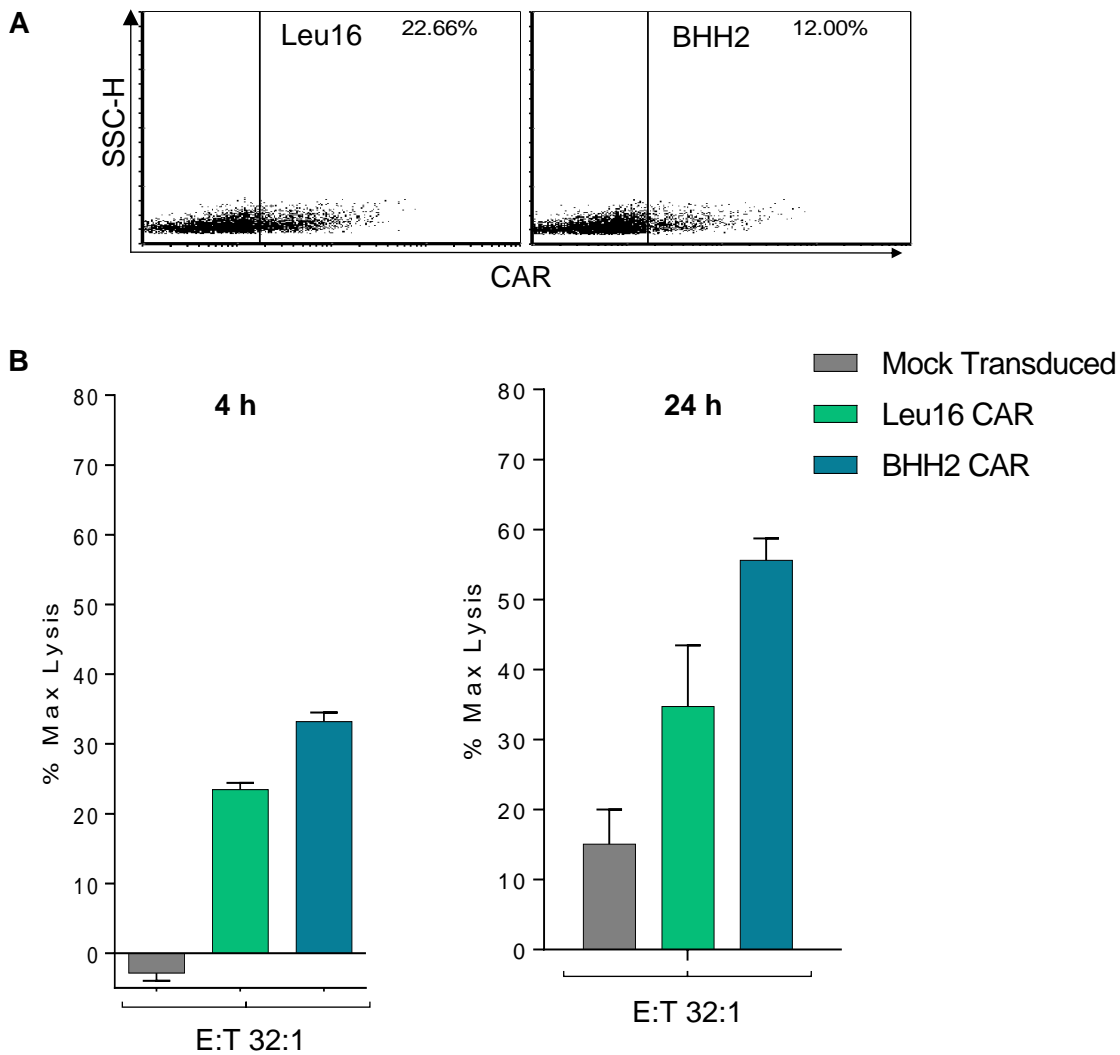 A
Leu16 22.66%
BHH2 12.00%
SSC-H
CAR
B
Mock Transduced
Leu16 CAR
BHH2 CAR
4 h
80
70
60
50
40
30
20
10
0
% Max Lysis
E:T 32:1
24 h
80
70
60
50
40
30
20
10
0
% Max Lysis
E:T 32:1